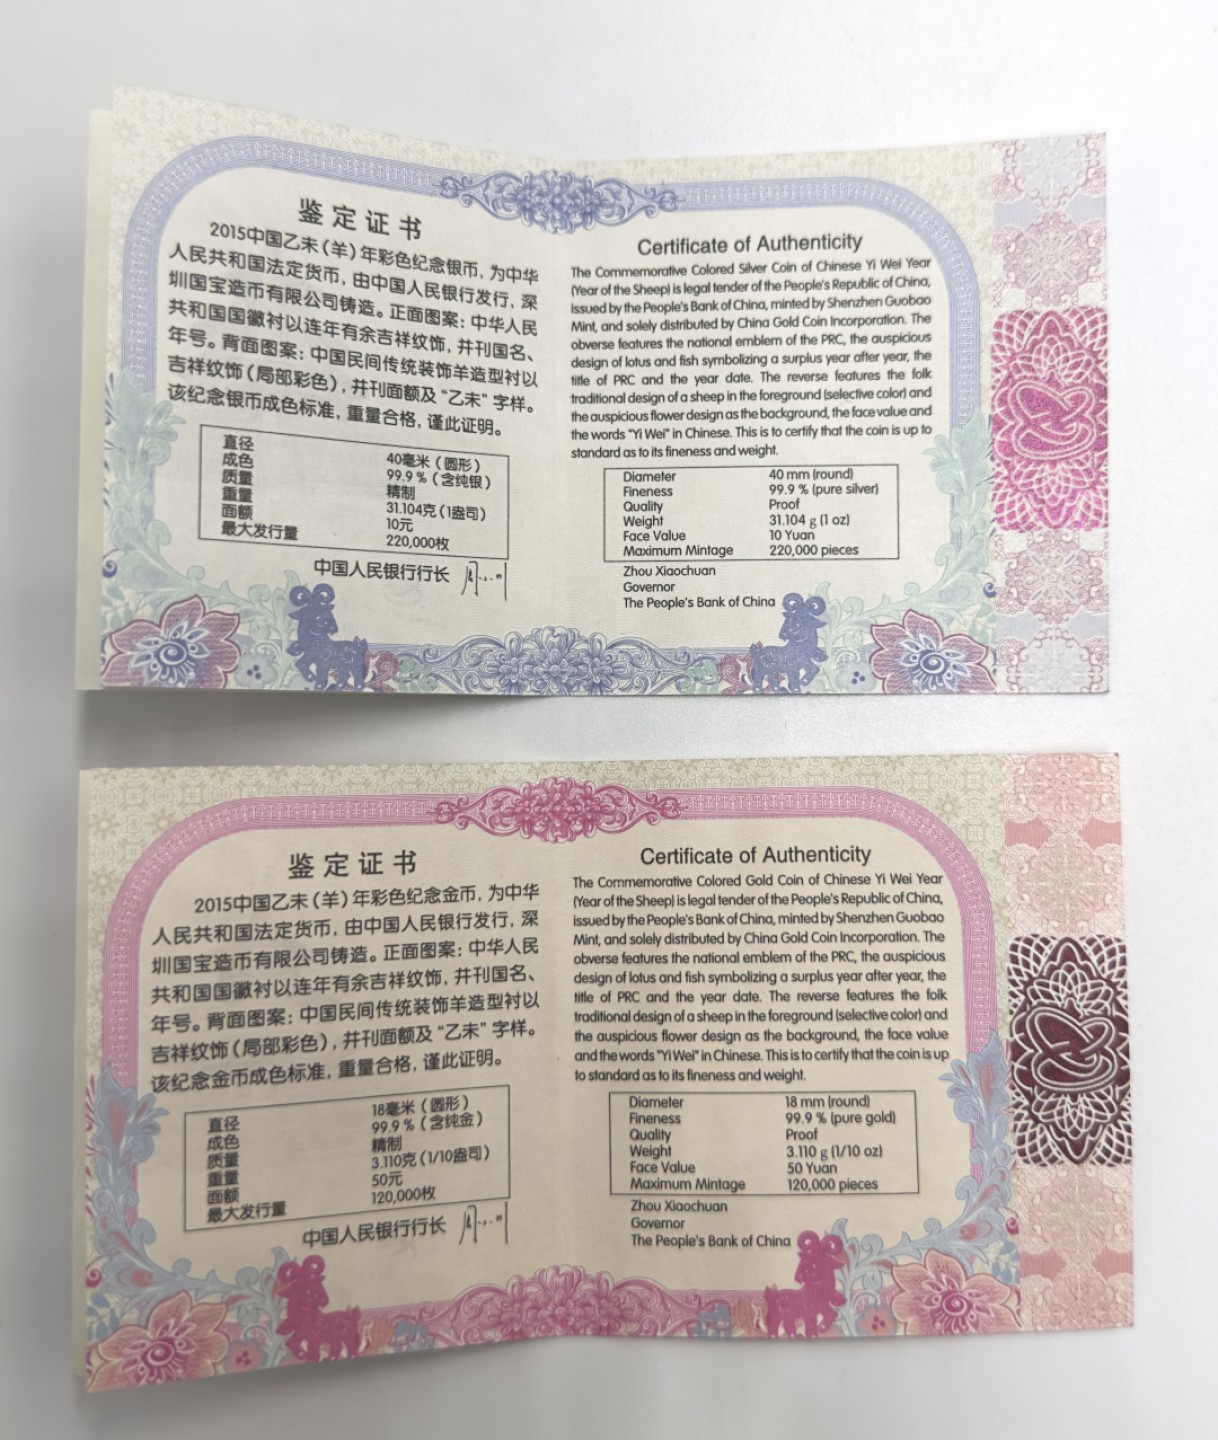 鉴定证书
2015中国乙未(羊)年彩色纪念银币,为中华
人民共和国法定货币,由中国人民银行发行,深
圳国宝造币有限公司铸造。正面图案:中华人民
共和国国徽衬以连年有余吉祥纹饰,并刊国名、
年号。背面图案:中国民间传统装饰羊造型衬以
吉祥纹饰(局部彩色),并刊面额及“乙未”字样。
该纪念银币成色标准,重量合格,谨此证明。
直径 40毫米(圆形)
成色 99.9%(含纯银)
质量 精制
重量 31.104克(1盎司)
面额 10元
最大发行量 220,000枚
中国人民银行行长
Certificate of Authenticity
The Commemorative Colored Silver Coin of Chinese Yi Wei Year
(Year of the Sheep) is legal tender of the People's Republic of China,
issued by the People's Bank of China, minted by Shenzhen Guobao
Mint, and solely distributed by China Gold Coin Incorporation. The
obverse features the national emblem of the PRC, the auspicious
design of lotus and fish symbolizing a surplus year after year, the
title of PRC and the year date. The reverse features the folk
traditional design of a sheep in the foreground (selective color) and
the auspicious flower design as the background, the face value and
the words "Yi Wei" in Chinese. This is to certify that the coin is up to
standard as to its fineness and weight.
Diameter 40 mm (round)
Fineness 99.9 % (pure silver)
Quality Proof
Weight 31.104 g (1 oz)
Face Value 10 Yuan
Maximum Mintage 220,000 pieces
Zhou Xiaochuan
Governor
The People's Bank of China
鉴定证书
2015中国乙未(羊)年彩色纪念金币,为中华
人民共和国法定货币,由中国人民银行发行,深
圳国宝造币有限公司铸造。正面图案:中华人民
共和国国徽衬以连年有余吉祥纹饰,并刊国名、
年号。背面图案:中国民间传统装饰羊造型衬以
吉祥纹饰(局部彩色),并刊面额及“乙未”字样。
该纪念金币成色标准,重量合格,谨此证明。
直径 18毫米(圆形)
成色 99.9%(含纯金)
质量 精制
重量 3.110克(1/10盎司)
面额 50元
最大发行量 120,000枚
中国人民银行行长
Certificate of Authenticity
The Commemorative Colored Gold Coin of Chinese Yi Wei Year
(Year of the Sheep) is legal tender of the People's Republic of China,
issued by the People's Bank of China, minted by Shenzhen Guobao
Mint, and solely distributed by China Gold Coin Incorporation. The
obverse features the national emblem of the PRC, the auspicious
design of lotus and fish symbolizing a surplus year after year, the
title of PRC and the year date. The reverse features the folk
traditional design of a sheep in the foreground (selective color) and
the auspicious flower design as the background, the face value
and the words "Yi Wei" in Chinese. This is to certify that the coin is up
to standard as to its fineness and weight.
Diameter 18 mm (round)
Fineness 99.9 % (pure gold)
Quality Proof
Weight 3.110 g (1/10 oz)
Face Value 50 Yuan
Maximum Mintage 120,000 pieces
Zhou Xiaochuan
Governor
The People's Bank of China